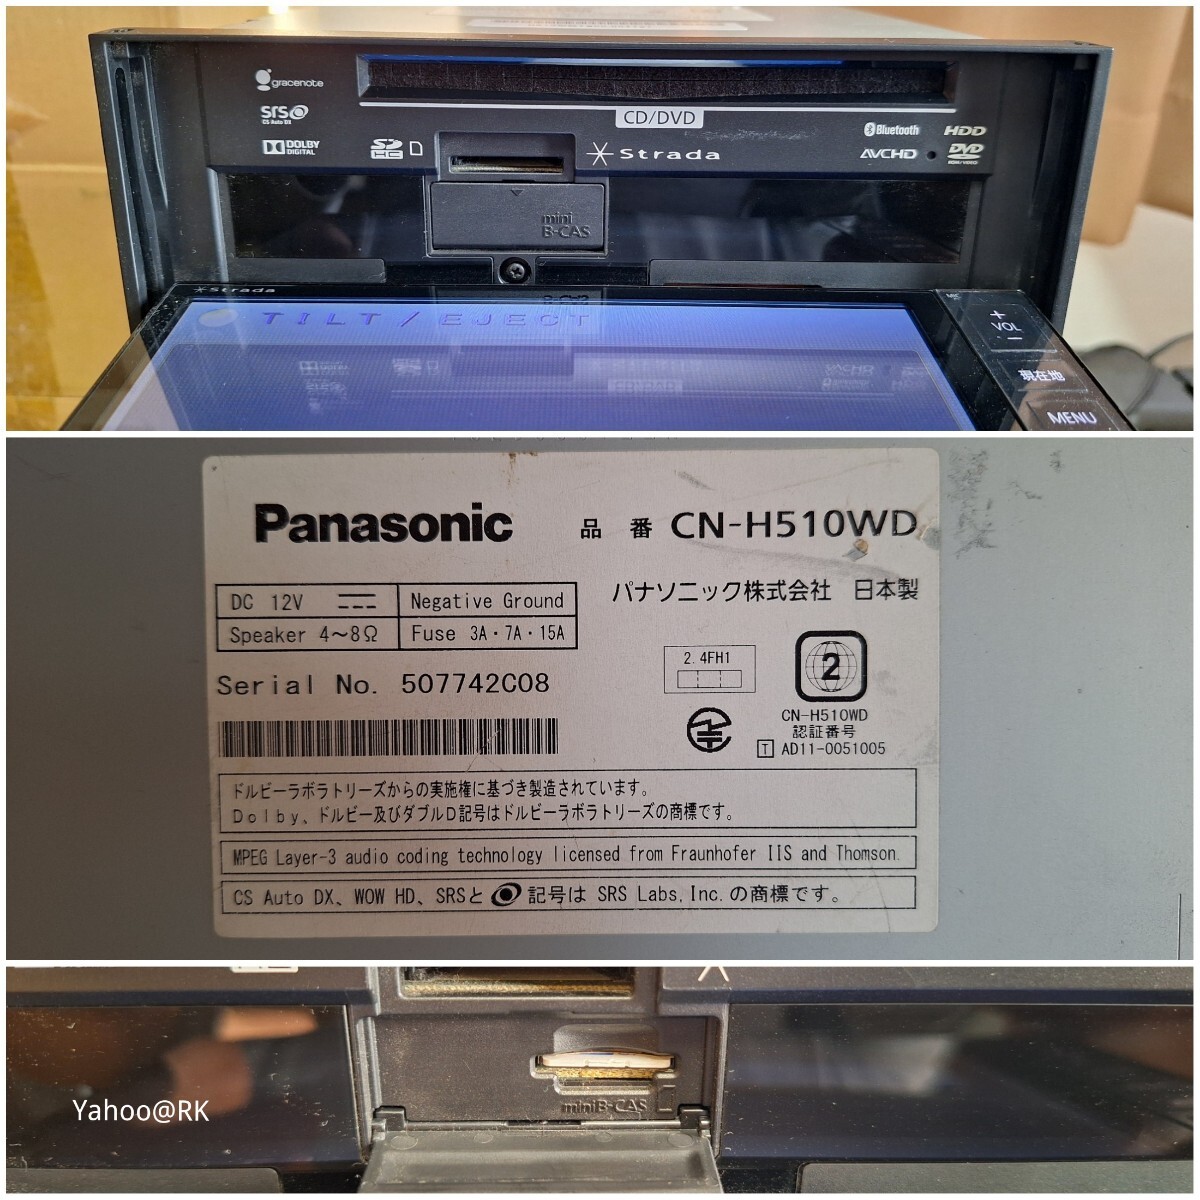 gracenote
SRS
CS Auto DX
DOLBY
DIGITAL
SD
HC
CD/DVD
Strada
Bluetooth
HDD
AVCHD
DVD
mini
B-CAS
Strada
TILT / EJECT
+
VOL
−
現在地
MENU
Panasonic 品番 CN-H510WD
パナソニック株式会社 日本製
DC 12V
Negative Ground
Speaker 4~8Ω
Fuse 3A・7A・15A
Serial No. 507742C08
2.4FH1
2
CN-H510WD
認証番号
T AD11-0051005
ドルビーラボラトリーズからの実施権に基づき製造されています。
Dolby、ドルビー及びダブルD記号はドルビーラボラトリーズの商標です。
MPEG Layer-3 audio coding technology licensed from Fraunhofer IIS and Thomson.
CS Auto DX、WOW HD、SRSと 記号は SRS Labs,Inc.の商標です。
miniB-CAS
Yahoo@RK